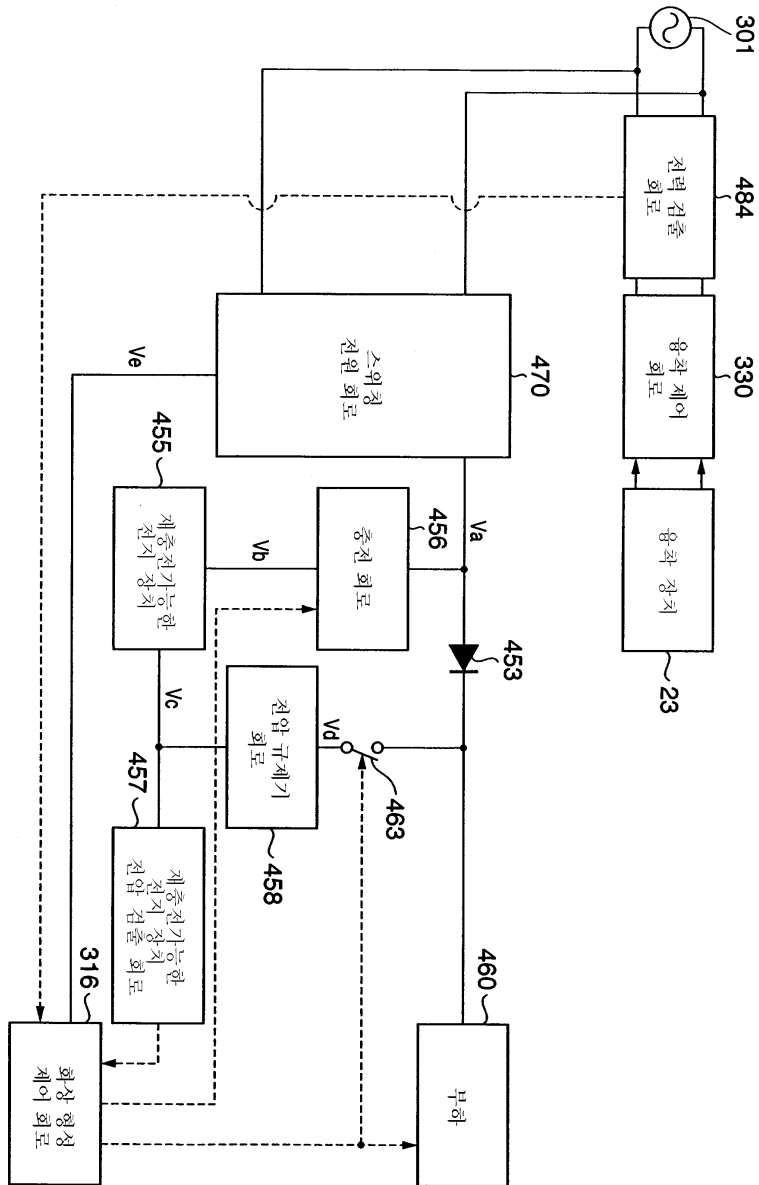 301
전력 검출
회로
484
융착 제어
회로
330
융착 장치
23
스위칭
전원 회로
470
Va
Ve
453
충전 회로
456
Vb
재충전가능한
전지 장치
455
Vc
전압 규제기
회로
458
Vd
463
재충전가능한
전지 장치
전압 검출 회로
457
부하
460
화상 형성
제어 회로
316